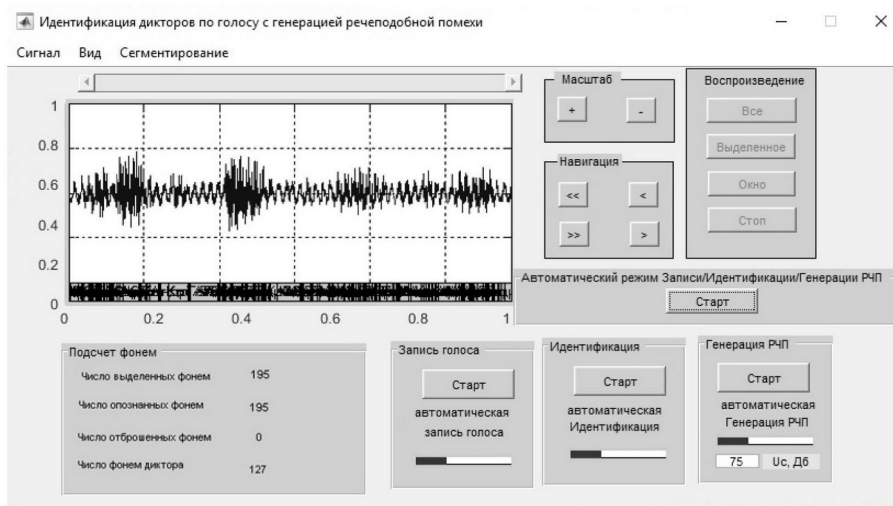 Идентификация дикторов по голосу с генерацией речеподобной помехи
Сигнал Вид Сегментирование
1
0.8
0.6
0.4
0.2
0
0 0.2 0.4 0.6 0.8 1
Масштаб
+ -
Навигация
<< <
>> >
Воспроизведение
Все
Выделенное
Окно
Стоп
Автоматический режим Записи/Идентификации/Генерации РЧП
Старт
Подсчет фонем
Число выделенных фонем 195
Число опознанных фонем 195
Число отброшенных фонем 0
Число фонем диктора 127
Запись голоса
Старт
автоматическая
запись голоса
Идентификация
Старт
автоматическая
Идентификация
Генерация РЧП
Старт
автоматическая
Генерация РЧП
75 Uc, Дб